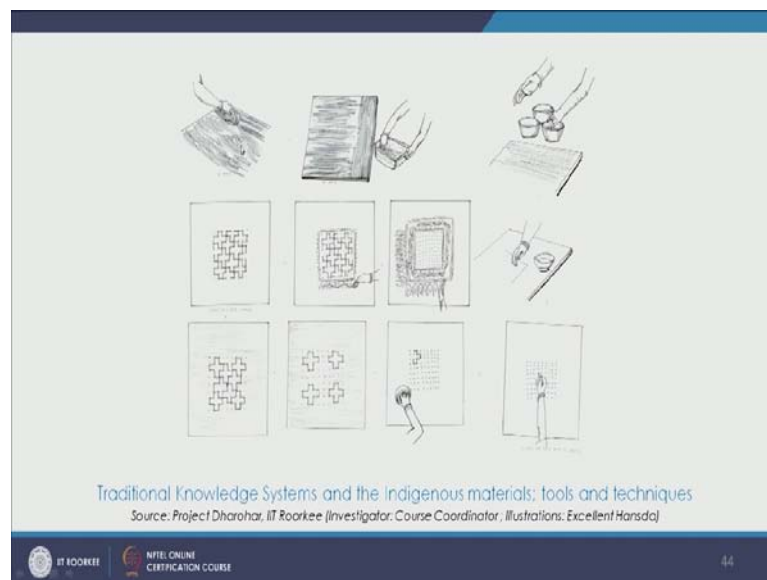 Traditional Knowledge Systems and the Indigenous materials; tools and techniques
Source: Project Dharohar, IIT Roorkee (Investigator: Course Coordinator ; Illustrations: Excellent Hansda)
IIT ROORKEE
NPTEL ONLINE
CERTIFICATION COURSE
44